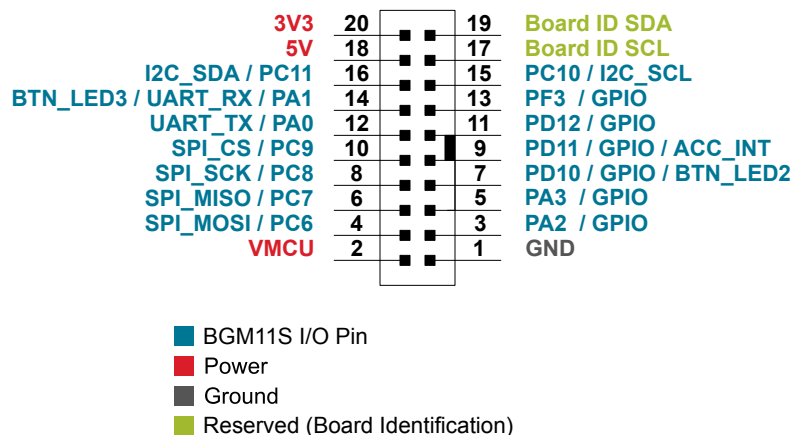 3V3 20 19 Board ID SDA
5V 18 17 Board ID SCL
I2C_SDA / PC11 16 15 PC10 / I2C_SCL
BTN_LED3 / UART_RX / PA1 14 13 PF3 / GPIO
UART_TX / PA0 12 11 PD12 / GPIO
SPI_CS / PC9 10 9 PD11 / GPIO / ACC_INT
SPI_SCK / PC8 8 7 PD10 / GPIO / BTN_LED2
SPI_MISO / PC7 6 5 PA3 / GPIO
SPI_MOSI / PC6 4 3 PA2 / GPIO
VMCU 2 1 GND
BGM11S I/O Pin
Power
Ground
Reserved (Board Identification)